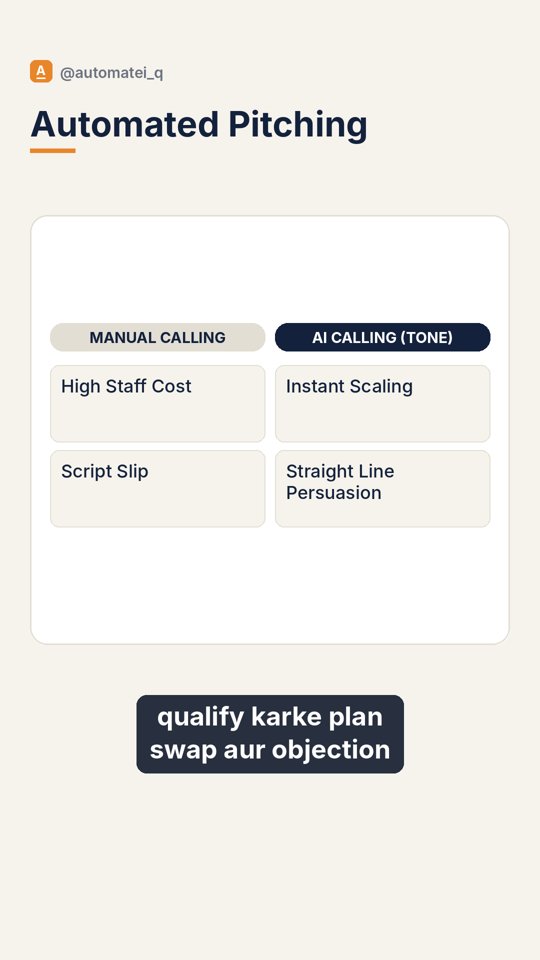 A @automatei_q
Automated Pitching
MANUAL CALLING
AI CALLING (TONE)
High Staff Cost
Instant Scaling
Script Slip
Straight Line
Persuasion
qualify karke plan
swap aur objection